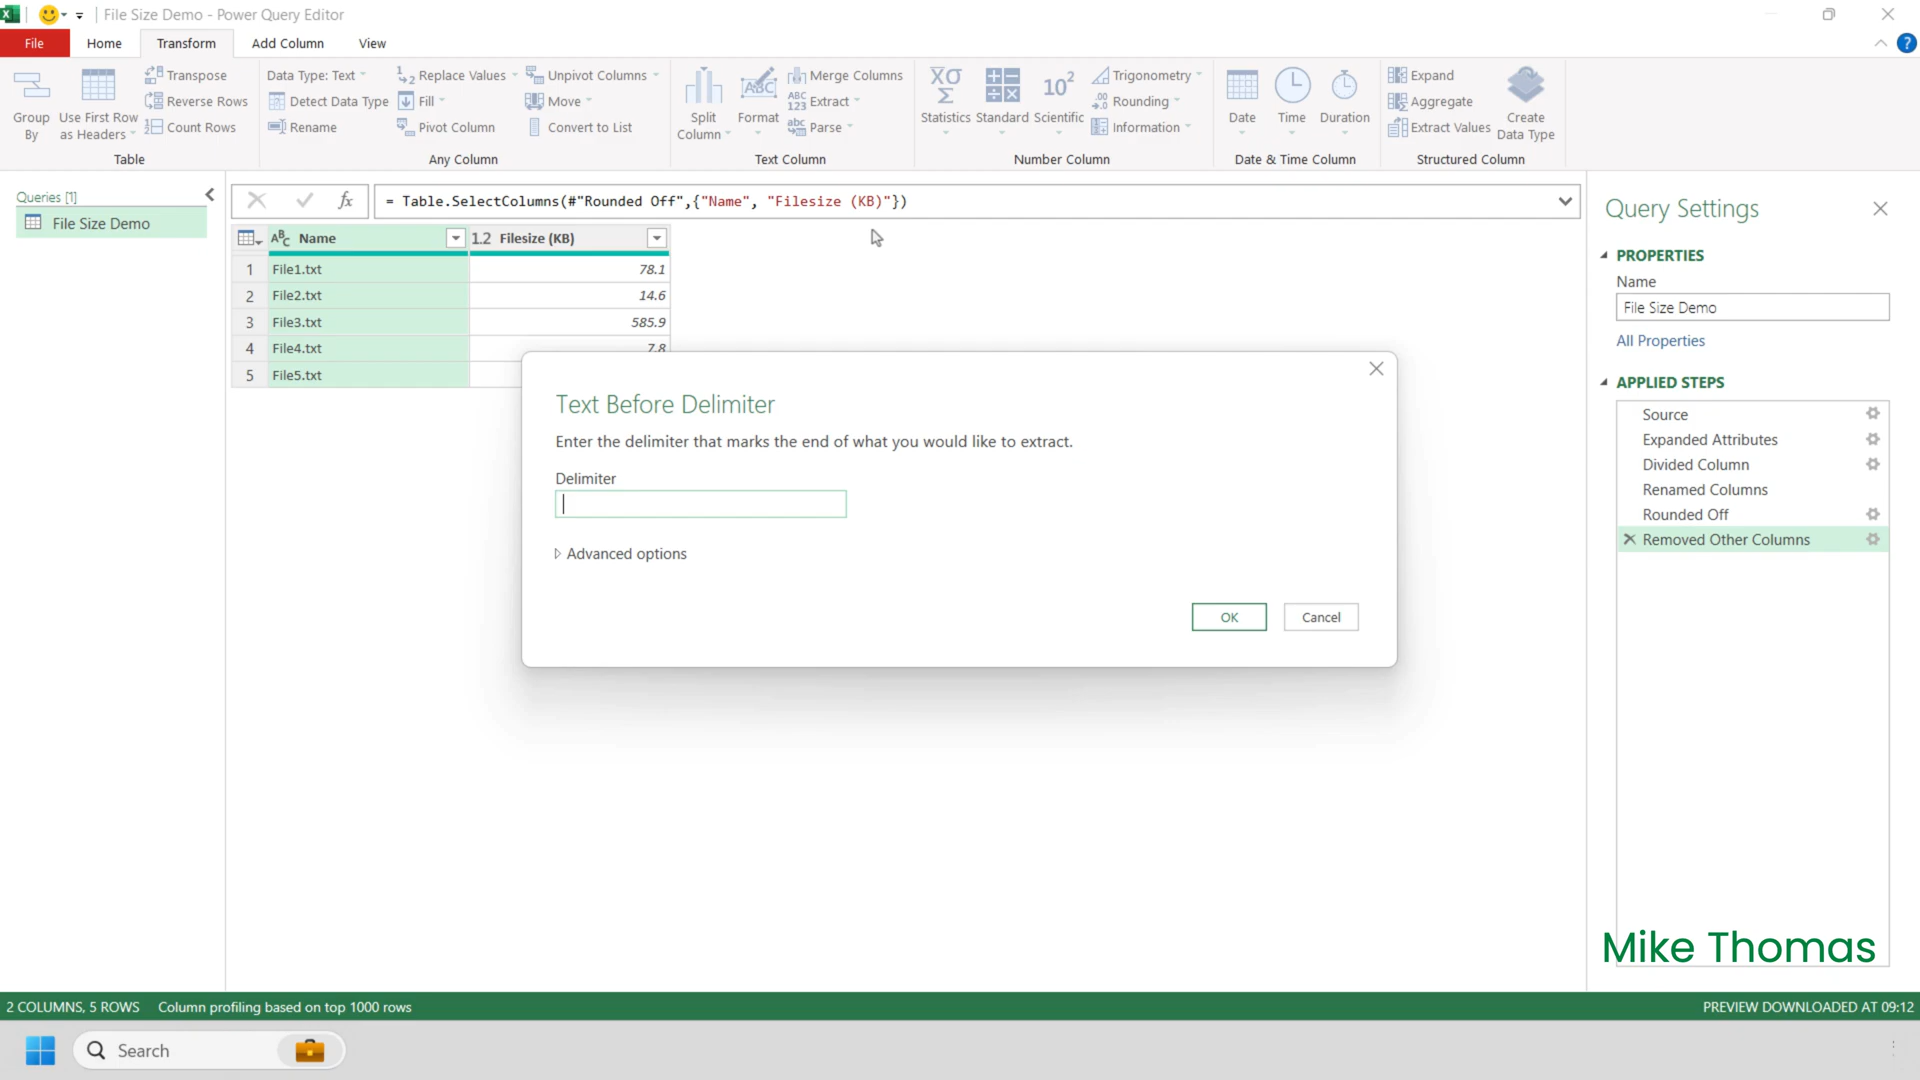 File Size Demo - Power Query Editor
File Home Transform Add Column View
Group By
Use First Row as Headers
Transpose
Reverse Rows
Count Rows
Table
Data Type: Text
Detect Data Type
Rename
Replace Values
Fill
Pivot Column
Unpivot Columns
Move
Convert to List
Any Column
Split Column
Format
Merge Columns
Extract
Parse
Text Column
Statistics
Standard
Scientific
Trigonometry
Rounding
Information
Number Column
Date
Time
Duration
Date & Time Column
Expand
Aggregate
Extract Values
Create Data Type
Structured Column
Queries [1]
File Size Demo
= Table.SelectColumns(#"Rounded Off",{"Name", "Filesize (KB)"})
Name 1.2 Filesize (KB)
1 File1.txt 78.1
2 File2.txt 14.6
3 File3.txt 585.9
4 File4.txt 7.8
5 File5.txt
Text Before Delimiter
Enter the delimiter that marks the end of what you would like to extract.
Delimiter
Advanced options
OK Cancel
Query Settings
PROPERTIES
Name
File Size Demo
All Properties
APPLIED STEPS
Source
Expanded Attributes
Divided Column
Renamed Columns
Rounded Off
Removed Other Columns
Mike Thomas
2 COLUMNS, 5 ROWS Column profiling based on top 1000 rows PREVIEW DOWNLOADED AT 09:12
Search